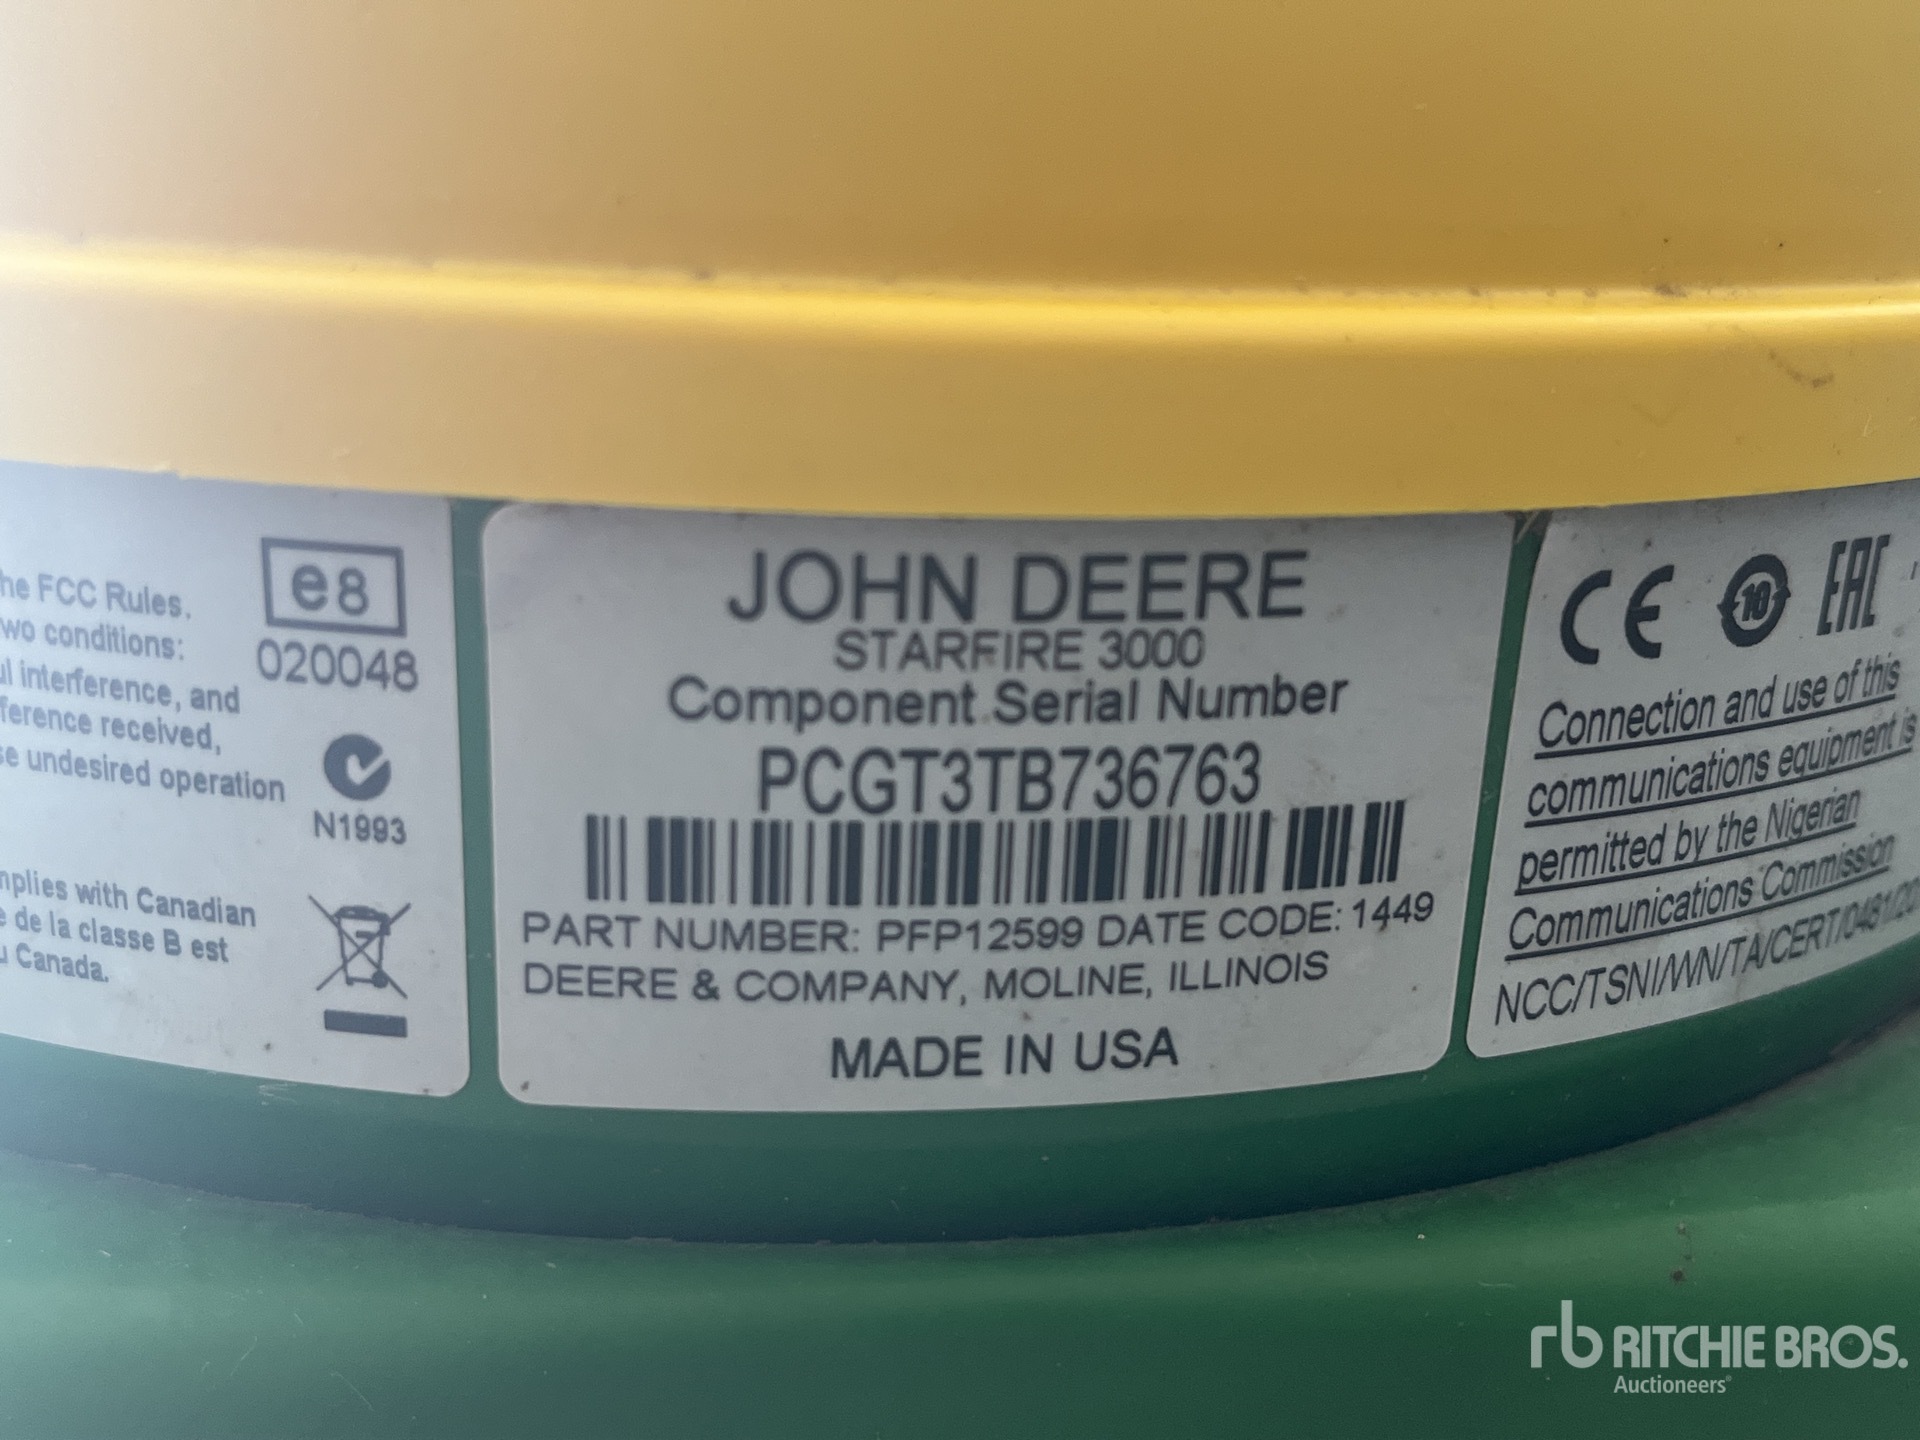 he FCC Rules.
wo conditions:
ul interference, and
ference received,
se undesired operation
mplies with Canadian
e de la classe B est
u Canada.
e8
020048
N1993
JOHN DEERE
STARFIRE 3000
Component Serial Number
PCGT3TB736763
PART NUMBER: PFP12599 DATE CODE: 1449
DEERE & COMPANY, MOLINE, ILLINOIS
MADE IN USA
CE 10 EAC
Connection and use of this
communications equipment is
permitted by the Nigerian
Communications Commission
NCC/TSNI/WN/TA/CERT/0481/20
rb RITCHIE BROS.
Auctioneers